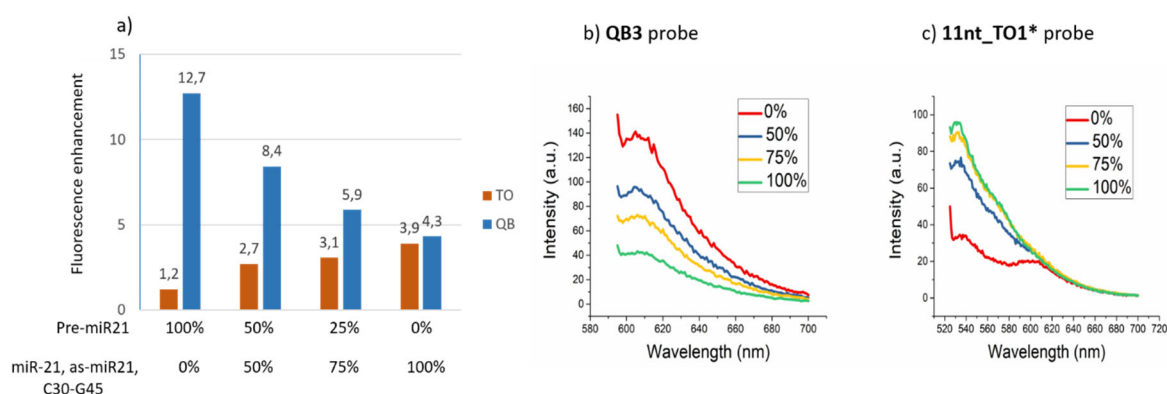 a)
Fluorescence enhancement
15
10
5
0
1,2
12,7
2,7
8,4
3,1
5,9
3,9
4,3
TO
QB
Pre-miR21 100% 50% 25% 0%
miR-21, as-miR21, 0% 50% 75% 100%
C30-G45
b) QB3 probe
Intensity (a.u.)
160
140
120
100
80
60
40
20
0
580 600 620 640 660 680 700
Wavelength (nm)
0%
50%
75%
100%
c) 11nt_TO1* probe
Intensity (a.u.)
100
80
60
40
20
0
520 540 560 580 600 620 640 660 680 700 720
Wavelength (nm)
0%
50%
75%
100%